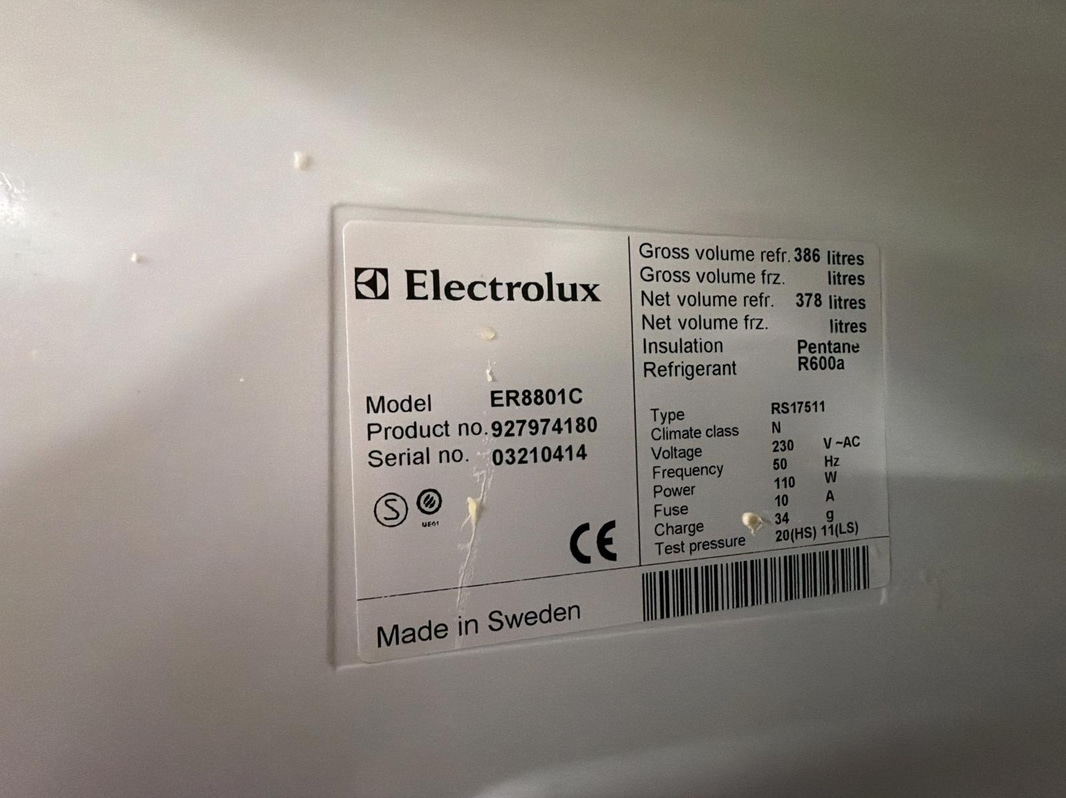 Electrolux
Model ER8801C
Product no. 927974180
Serial no. 03210414
S
CE
Made in Sweden
Gross volume refr. 386 litres
Gross volume frz. litres
Net volume refr. 378 litres
Net volume frz. litres
Insulation Pentane
Refrigerant R600a
Type RS17511
Climate class N
Voltage 230 V ~AC
Frequency 50 Hz
Power 110 W
Fuse 10 A
Charge 34 g
Test pressure 20(HS) 11(LS)